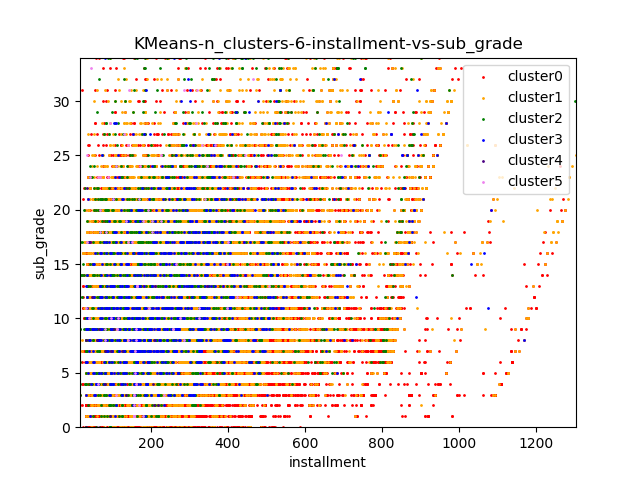 KMeans-n_clusters-6-installment-vs-sub_grade
cluster0
cluster1
cluster2
cluster3
cluster4
cluster5
30
25
20
15
10
5
0
sub_grade
200
400
600
800
1000
1200
installment